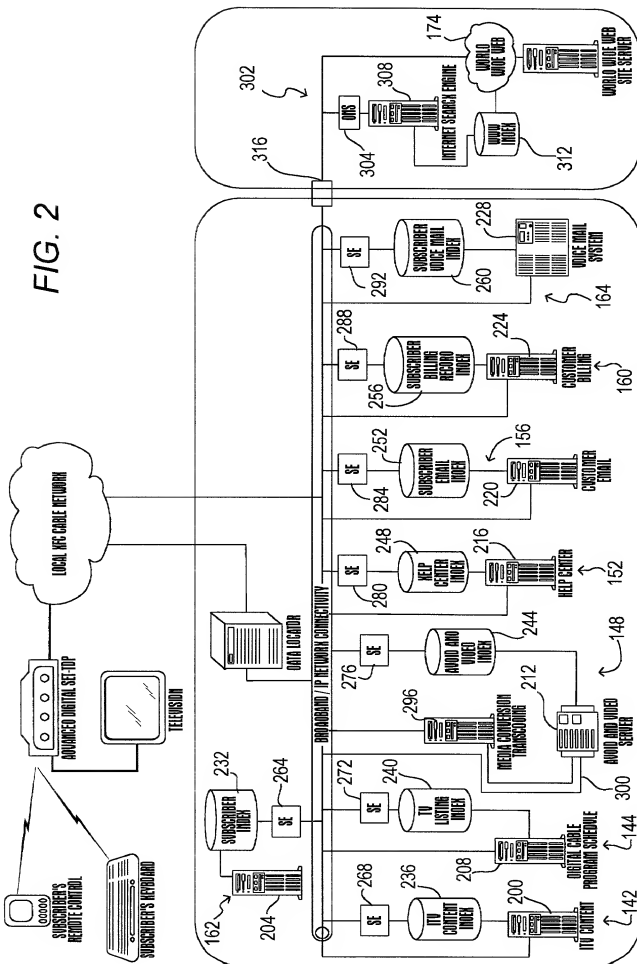 FIG. 2
SUBSCRIBER'S
REMOTE CONTROL
SUBSCRIBER'S KEYBOARD
ADVANCED DIGITAL SET-TOP
TELEVISION
LOCAL HFC CABLE NETWORK
DATA LOCATOR
162
204
SUBSCRIBER INDEX
232
SE
264
BROADBAND / IP NETWORK CONNECTIVITY
SE
268
ITV CONTENT INDEX
236
200
ITV CONTENT
142
SE
272
TV LISTING INDEX
240
208
DIGITAL CABLE
PROGRAM SCHEDULE
144
296
MEDIA CONVERSION
TRANSCODING
300
SE
276
AVOID AND VIDEO INDEX
244
212
AVOID AND VIDEO SERVER
148
SE
280
HELP CENTER INDEX
248
216
HELP CENTER
152
SE
284
SUBSCRIBER EMAIL INDEX
252
156
220
CUSTOMER EMAIL
SE
288
SUBSCRIBER BILLING RECORD INDEX
256
224
CUSTOMER BILLING
160
SE
292
SUBSCRIBER VOICE MAIL INDEX
260
228
VOICE MAIL SYSTEM
164
316
302
ONS
304
308
INTERNET SEARCH ENGINE
WWW INDEX
312
WORLD WIDE WEB
174
WORLD WIDE WEB
SITE SERVER